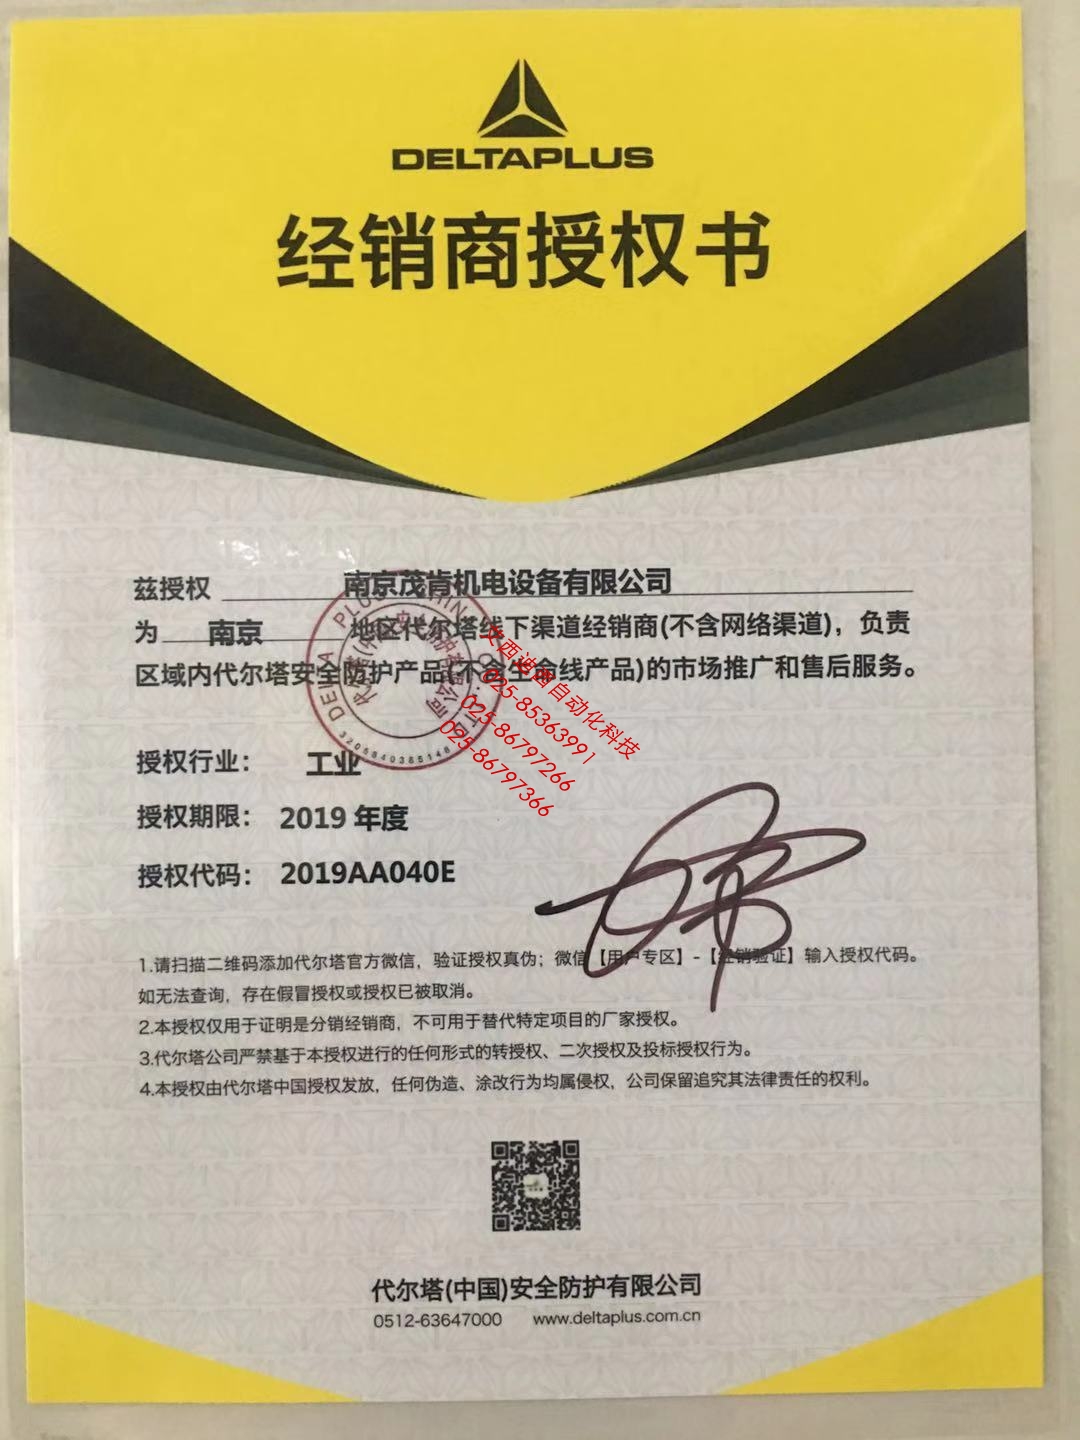 DELTAPLUS
经销商授权书
兹授权 南京茂肯机电设备有限公司
为 南京 地区代尔塔线下渠道经销商(不含网络渠道)，负责
区域内代尔塔安全防护产品(不含生命线产品)的市场推广和售后服务。
授权行业： 工业
授权期限： 2019 年度
授权代码： 2019AA040E
西迪西自动化科技
025-85363991
025-86797266
025-86797366
1.请扫描二维码添加代尔塔官方微信，验证授权真伪；微信【用户专区】-【经销验证】输入授权代码。
如无法查询，存在假冒授权或授权已被取消。
2.本授权仅用于证明是分销经销商，不可用于替代特定项目的厂家授权。
3.代尔塔公司严禁基于本授权进行的任何形式的转授权、二次授权及投标授权行为。
4.本授权由代尔塔中国授权发放，任何伪造、涂改行为均属侵权，公司保留追究其法律责任的权利。
代尔塔(中国)安全防护有限公司
0512-63647000 www.deltaplus.com.cn